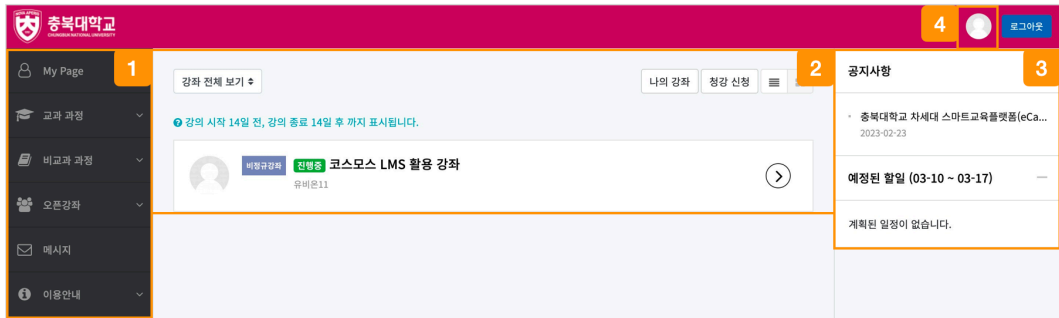 충북대학교
CHUNGBUK NATIONAL UNIVERSITY
4
로그아웃
My Page
1
교과 과정
비교과 과정
오픈강좌
메시지
이용안내
강좌 전체 보기
나의 강좌
청강 신청
2
강의 시작 14일 전, 강의 종료 14일 후 까지 표시됩니다.
비정규강좌 진행중 코스모스 LMS 활용 강좌
유비온11
공지사항
3
충북대학교 차세대 스마트교육플랫폼(eCa...
2023-02-23
예정된 할일 (03-10 ~ 03-17)
계획된 일정이 없습니다.